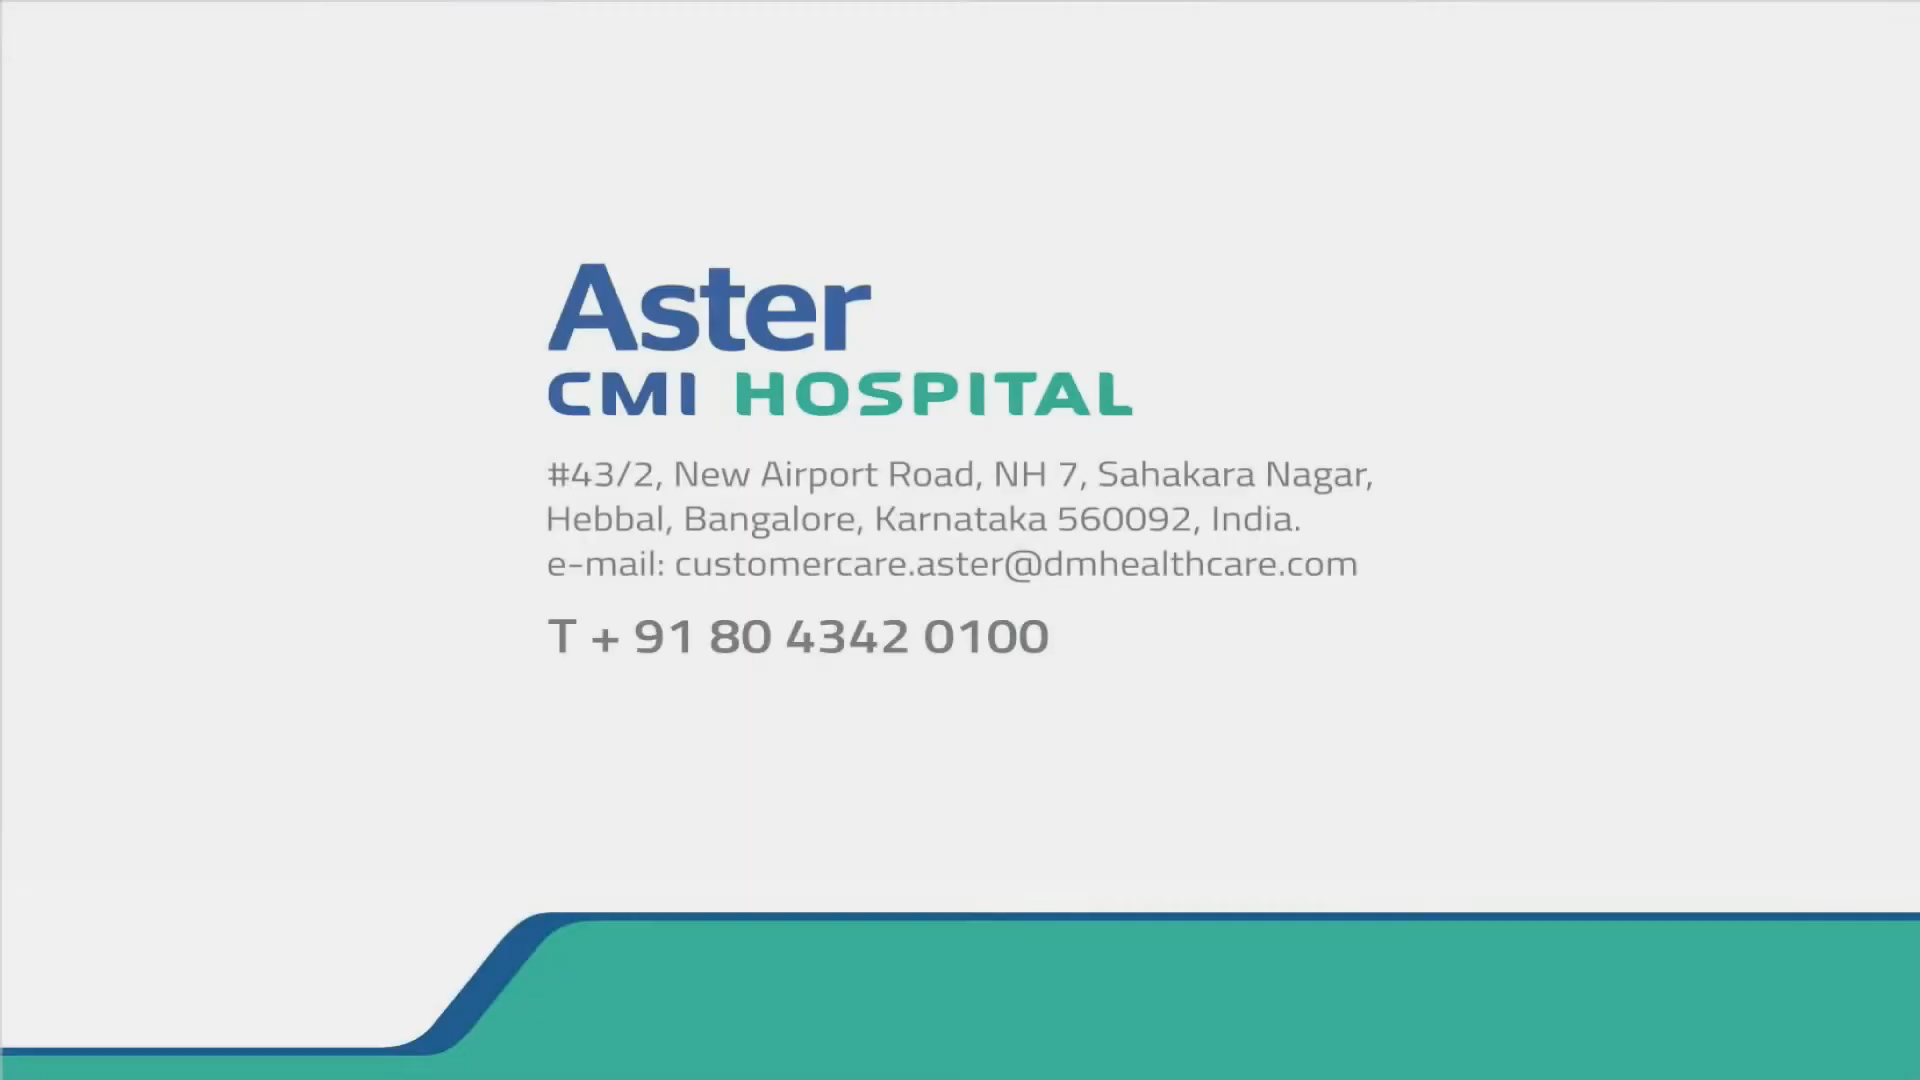 Aster
CMI HOSPITAL
#43/2, New Airport Road, NH 7, Sahakara Nagar,
Hebbal, Bangalore, Karnataka 560092, India.
e-mail: customercare.aster@dmhealthcare.com
T + 91 80 4342 0100